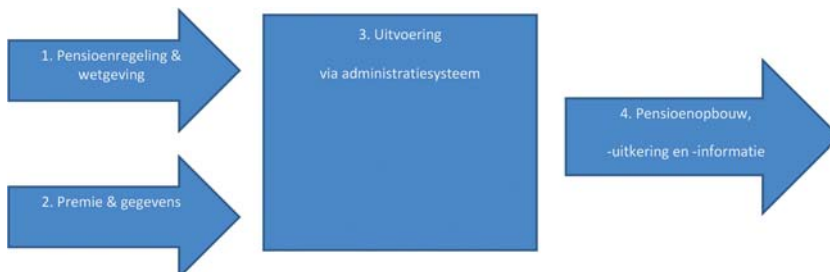 1. Pensioenregeling &
wetgeving
2. Premie & gegevens
3. Uitvoering
via administratiesysteem
4. Pensioenopbouw,
-uitkering en -informatie